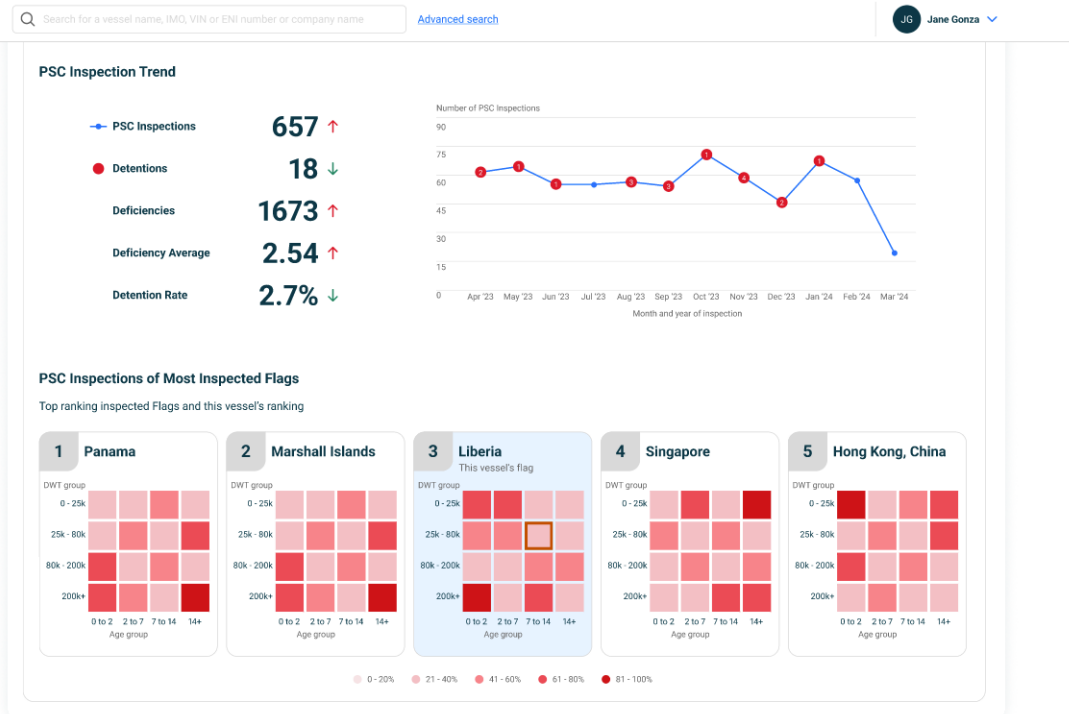 Search for a vessel name, IMO, VIN or ENI number or company name
Advanced search
JG
Jane Gonza
PSC Inspection Trend
PSC Inspections 657
Detentions 18
Deficiencies 1673
Deficiency Average 2.54
Detention Rate 2.7%
Number of PSC Inspections
90
75
60
45
30
15
0
2 1 1 3 3 1 4 2 1
Apr '23 May '23 Jun '23 Jul '23 Aug '23 Sep '23 Oct '23 Nov '23 Dec '23 Jan '24 Feb '24 Mar '24
Month and year of inspection
PSC Inspections of Most Inspected Flags
Top ranking inspected Flags and this vessel's ranking
1 Panama
DWT group
0 - 25k
25k - 80k
80k - 200k
200k+
0 to 2 2 to 7 7 to 14 14+
Age group
2 Marshall Islands
DWT group
0 - 25k
25k - 80k
80k - 200k
200k+
0 to 2 2 to 7 7 to 14 14+
Age group
3 Liberia
This vessel's flag
DWT group
0 - 25k
25k - 80k
80k - 200k
200k+
0 to 2 2 to 7 7 to 14 14+
Age group
4 Singapore
DWT group
0 - 25k
25k - 80k
80k - 200k
200k+
0 to 2 2 to 7 7 to 14 14+
Age group
5 Hong Kong, China
DWT group
0 - 25k
25k - 80k
80k - 200k
200k+
0 to 2 2 to 7 7 to 14 14+
Age group
0 - 20% 21 - 40% 41 - 60% 61 - 80% 81 - 100%